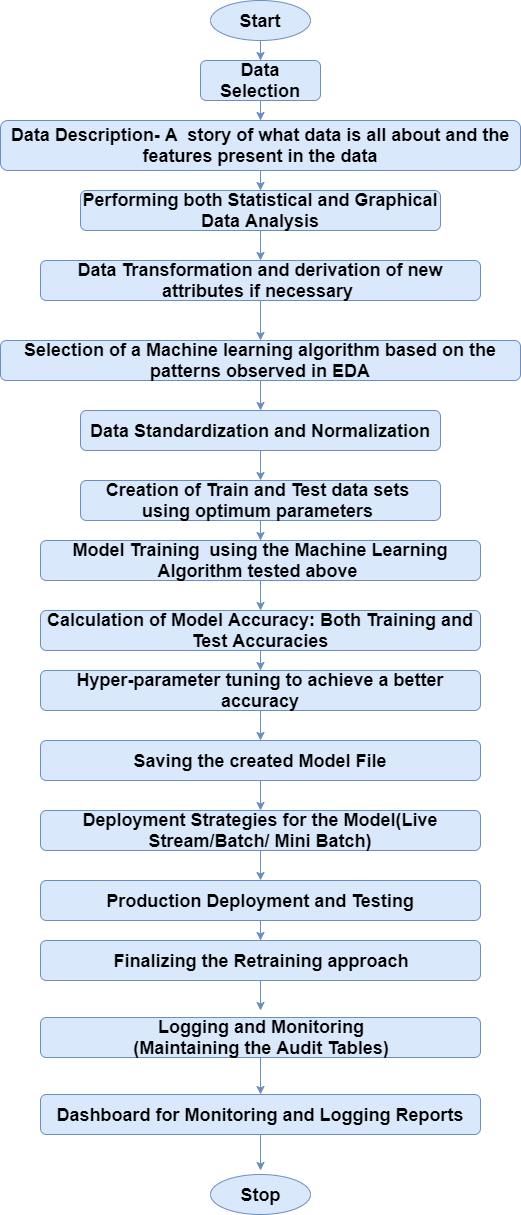 Start
Data
Selection
Data Description- A  story of what data is all about and the
features present in the data
Performing both Statistical and Graphical
Data Analysis
Data Transformation and derivation of new
attributes if necessary
Selection of a Machine learning algorithm based on the
patterns observed in EDA
Data Standardization and Normalization
Creation of Train and Test data sets
using optimum parameters
Model Training  using the Machine Learning
Algorithm tested above
Calculation of Model Accuracy: Both Training and
Test Accuracies
Hyper-parameter tuning to achieve a better
accuracy
Saving the created Model File
Deployment Strategies for the Model(Live
Stream/Batch/ Mini Batch)
Production Deployment and Testing
Finalizing the Retraining approach
Logging and Monitoring
(Maintaining the Audit Tables)
Dashboard for Monitoring and Logging Reports
Stop